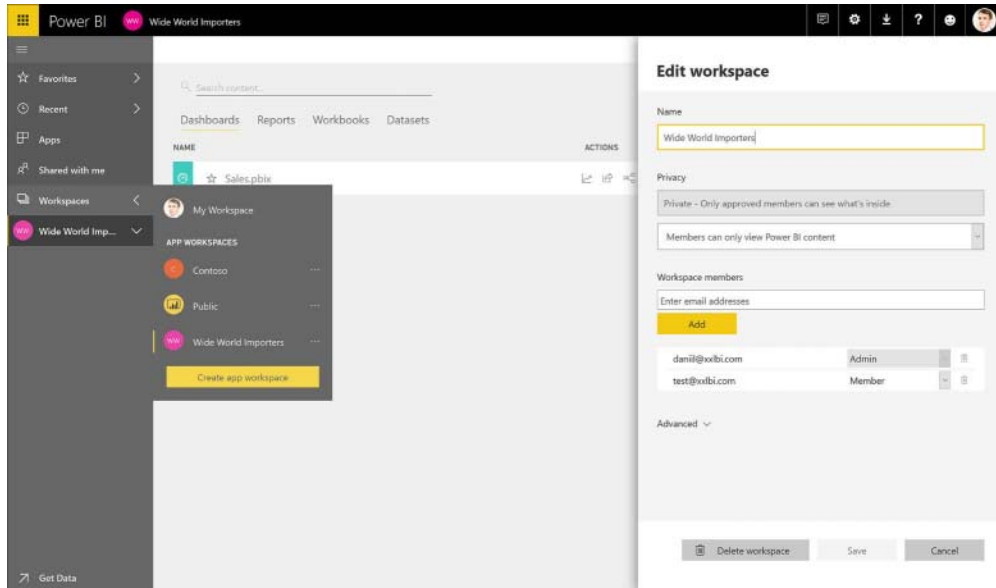 Power BI
WW
Wide World Importers
?
Favorites
Recent
Apps
Shared with me
Workspaces
WW
Wide World Imp...
Get Data
Search content...
Dashboards Reports Workbooks Datasets
NAME ACTIONS
Sales.pbix
My Workspace
APP WORKSPACES
C
Contoso ...
Public ...
WW
Wide World Importers ...
Create app workspace
Edit workspace
Name
Wide World Importers
Privacy
Private - Only approved members can see what's inside
Members can only view Power BI content
Workspace members
Enter email addresses
Add
daniil@xxlbi.com Admin
test@xxlbi.com Member
Advanced
Delete workspace Save Cancel